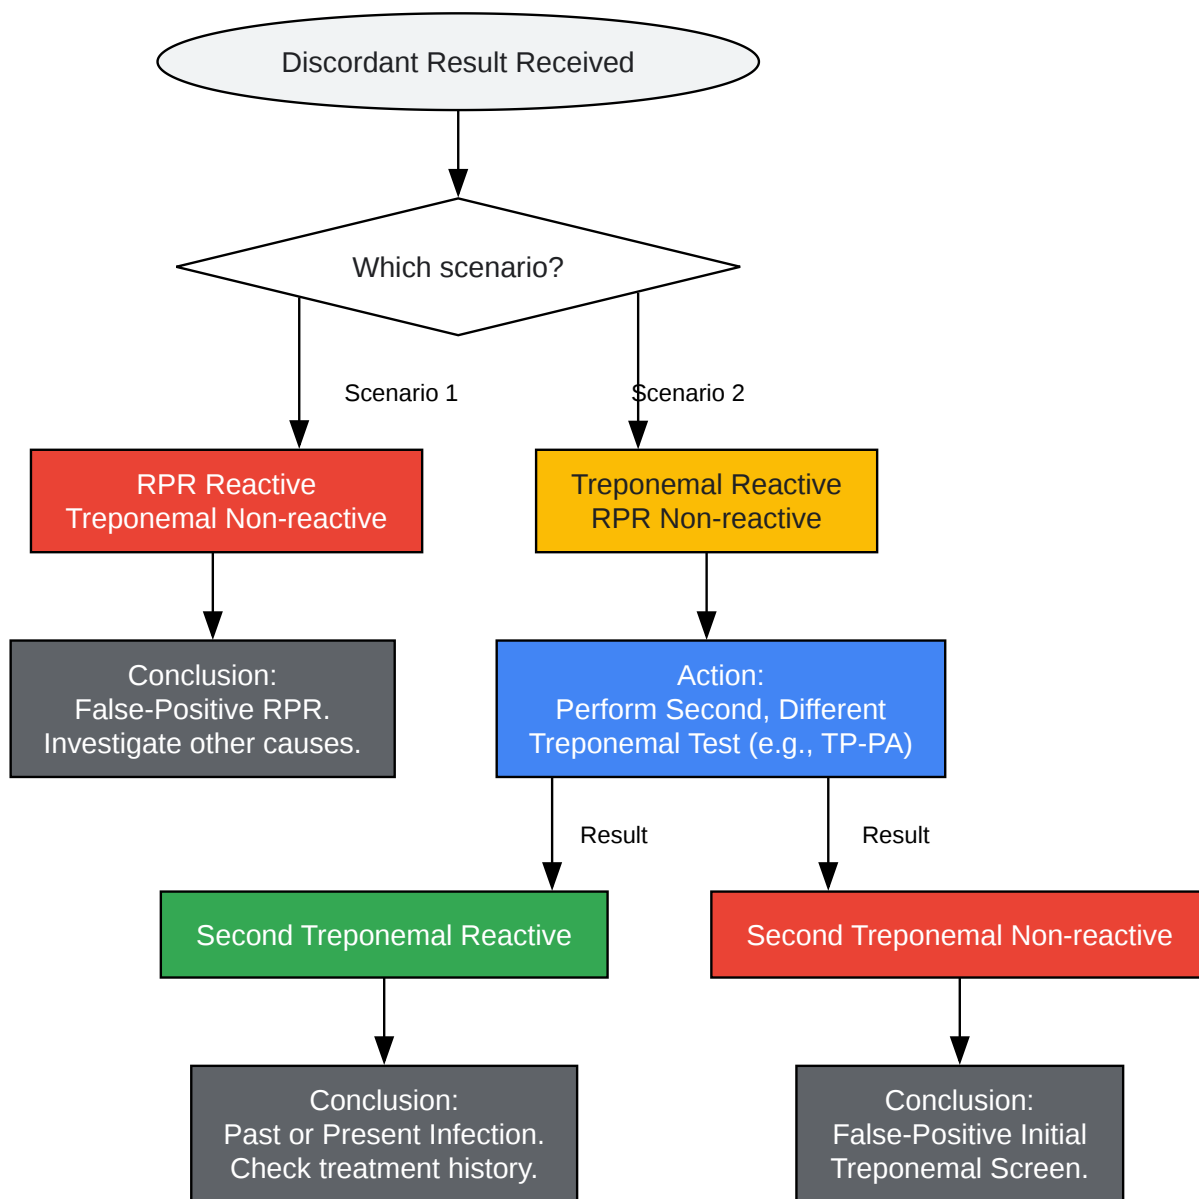 Discordant Result Received
Which scenario?
Scenario 1
Scenario 2
RPR Reactive
Treponemal Non-reactive
Treponemal Reactive
RPR Non-reactive
Conclusion:
False-Positive RPR.
Investigate other causes.
Action:
Perform Second, Different
Treponemal Test (e.g., TP-PA)
Result
Result
Second Treponemal Reactive
Second Treponemal Non-reactive
Conclusion:
Past or Present Infection.
Check treatment history.
Conclusion:
False-Positive Initial
Treponemal Screen.